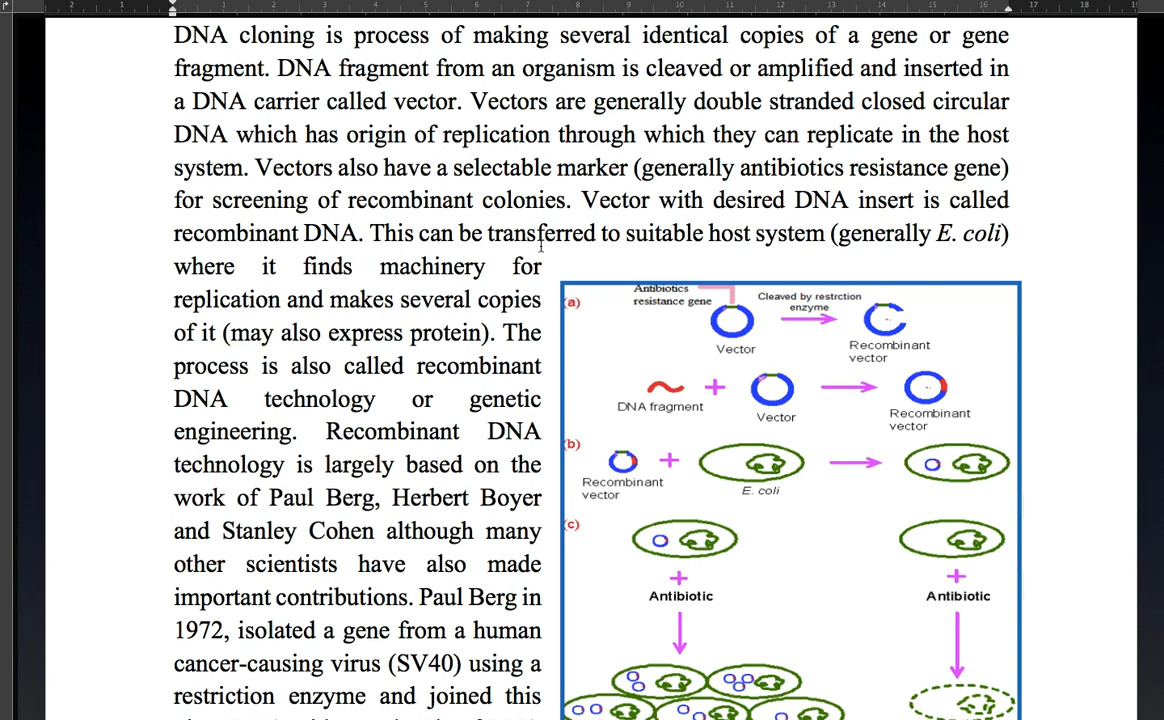 DNA cloning is process of making several identical copies of a gene or gene
fragment. DNA fragment from an organism is cleaved or amplified and inserted in
a DNA carrier called vector. Vectors are generally double stranded closed circular
DNA which has origin of replication through which they can replicate in the host
system. Vectors also have a selectable marker (generally antibiotics resistance gene)
for screening of recombinant colonies. Vector with desired DNA insert is called
recombinant DNA. This can be transferred to suitable host system (generally E. coli)
where it finds machinery for
replication and makes several copies
of it (may also express protein). The
process is also called recombinant
DNA technology or genetic
engineering. Recombinant DNA
technology is largely based on the
work of Paul Berg, Herbert Boyer
and Stanley Cohen although many
other scientists have also made
important contributions. Paul Berg in
1972, isolated a gene from a human
cancer-causing virus (SV40) using a
restriction enzyme and joined this
(a)
Antibiotics
resistance gene
Cleaved by restrction
enzyme
Vector
Recombinant
vector
DNA fragment
Vector
Recombinant
vector
(b)
Recombinant
vector
E. coli
(c)
Antibiotic
Antibiotic